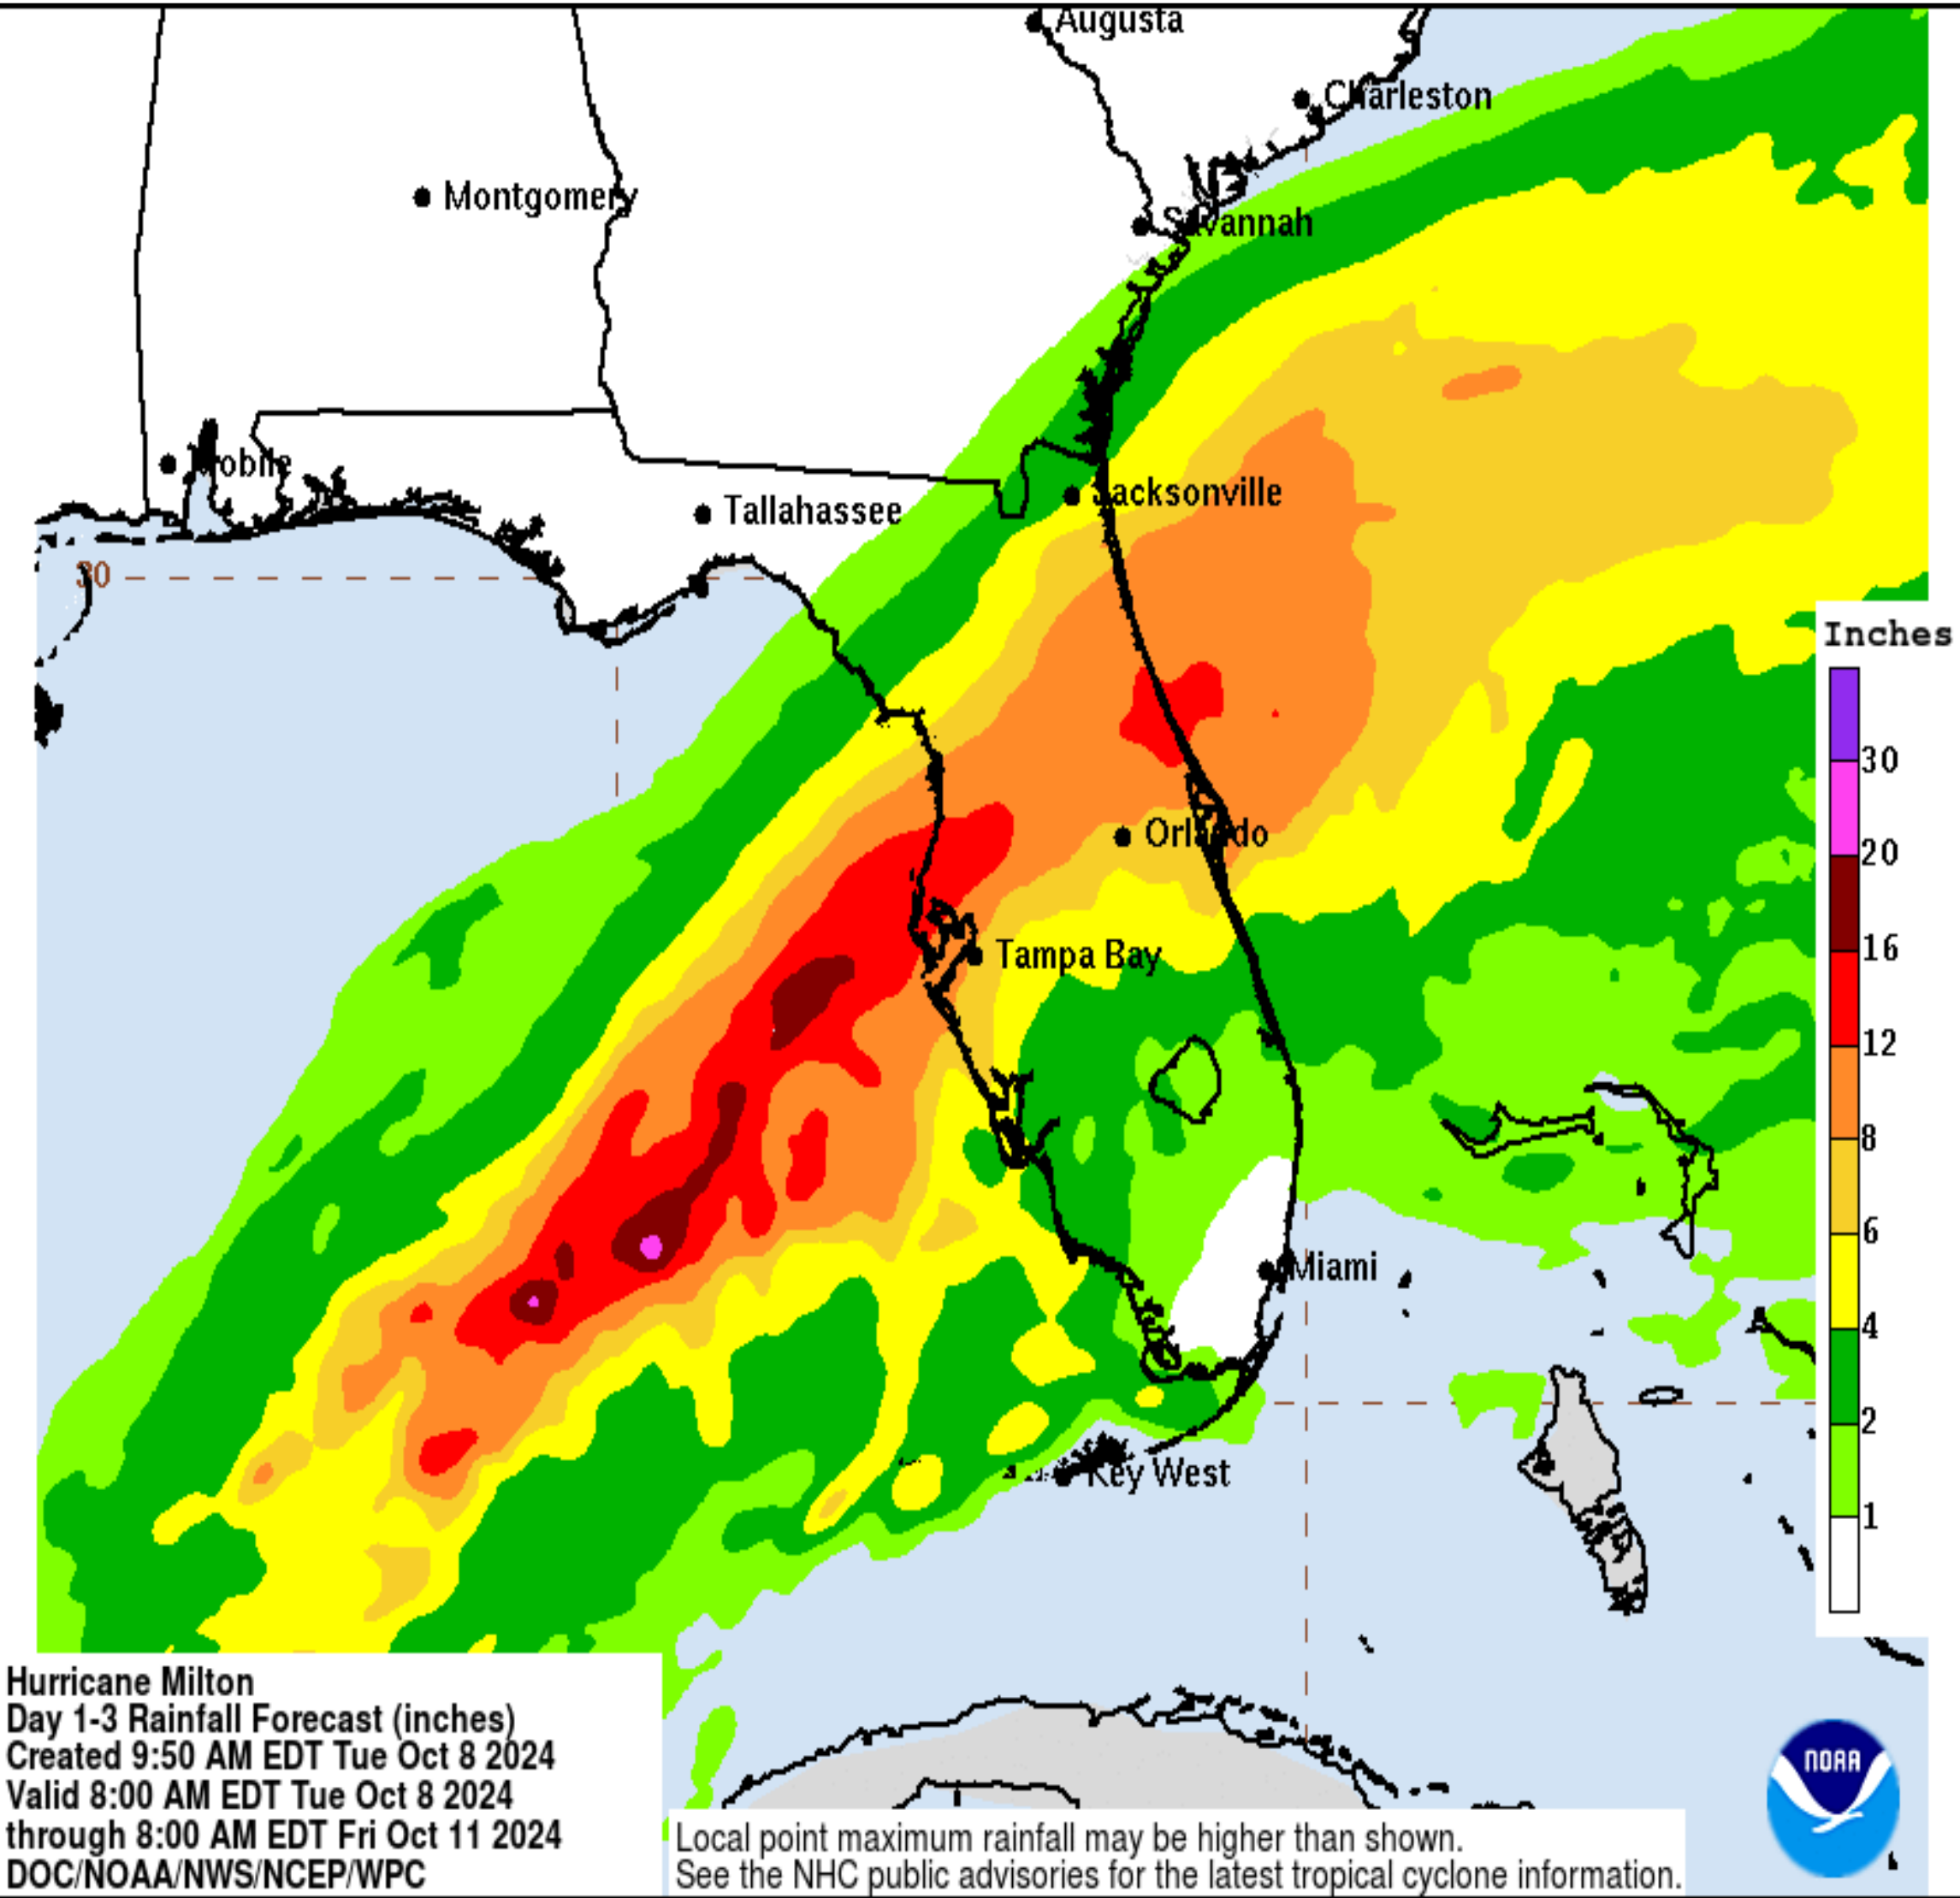 Augusta
Charleston
Montgomery
Savannah
Mobile
Jacksonville
Tallahassee
30
Inches
30
Orlando
20
16
Tampa Bay
12
8
6
Miami
4
2
Key West
1
Hurricane Milton
Day 1-3 Rainfall Forecast (inches)
Created 9:50 AM EDT Tue Oct 8 2024
Valid 8:00 AM EDT Tue Oct 8 2024
through 8:00 AM EDT Fri Oct 11 2024
DOC/NOAA/NWS/NCEP/WPC
NOAA
Local point maximum rainfall may be higher than shown.
See the NHC public advisories for the latest tropical cyclone information.